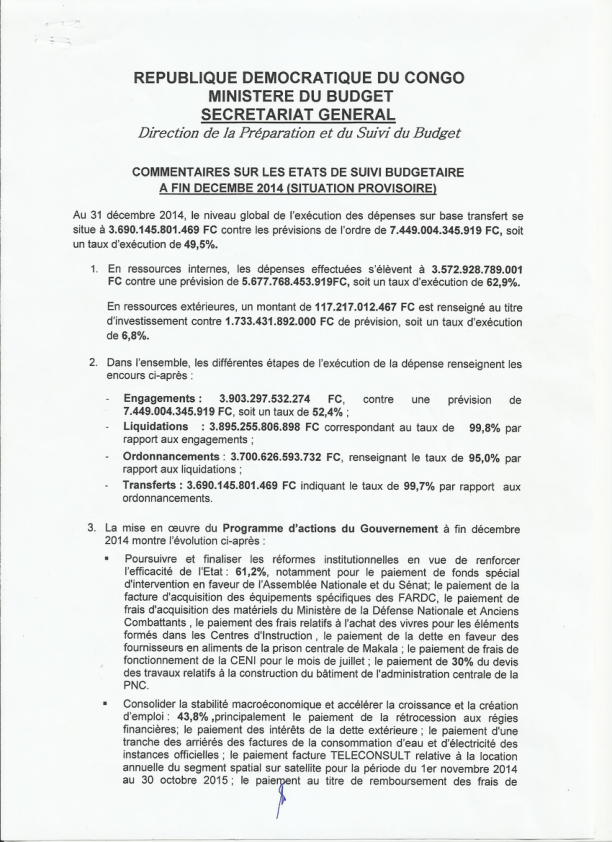 REPUBLIQUE DEMOCRATIQUE DU CONGO
MINISTERE DU BUDGET
SECRETARIAT GENERAL
Direction de la Préparation et du Suivi du Budget
COMMENTAIRES SUR LES ETATS DE SUIVI BUDGETAIRE
A FIN DECEMBE 2014 (SITUATION PROVISOIRE)
Au 31 décembre 2014, le niveau global de l'exécution des dépenses sur base transfert se
situe à 3.690.145.801.469 FC contre les prévisions de l'ordre de 7.449.004.345.919 FC, soit
un taux d'exécution de 49,5%.
1. En ressources internes, les dépenses effectuées s'élèvent à 3.572.928.789.001
FC contre une prévision de 5.677.768.453.919FC, soit un taux d'exécution de 62,9%.
En ressources extérieures, un montant de 117.217.012.467 FC est renseigné au titre
d'investissement contre 1.733.431.892.000 FC de prévision, soit un taux d'exécution
de 6,8%.
2. Dans l'ensemble, les différentes étapes de l'exécution de la dépense renseignent les
encours ci-après :
- Engagements : 3.903.297.532.274 FC, contre une prévision de
7.449.004.345.919 FC, soit un taux de 52,4% ;
- Liquidations : 3.895.255.806.898 FC correspondant au taux de 99,8% par
rapport aux engagements ;
- Ordonnancements : 3.700.626.593.732 FC, renseignant le taux de 95,0% par
rapport aux liquidations ;
- Transferts : 3.690.145.801.469 FC indiquant le taux de 99,7% par rapport aux
ordonnancements.
3. La mise en œuvre du Programme d'actions du Gouvernement à fin décembre
2014 montre l'évolution ci-après :
▪ Poursuivre et finaliser les réformes institutionnelles en vue de renforcer
l'efficacité de l'Etat : 61,2%, notamment pour le paiement de fonds spécial
d'intervention en faveur de l'Assemblée Nationale et du Sénat; le paiement de la
facture d'acquisition des équipements spécifiques des FARDC, le paiement de
frais d'acquisition des matériels du Ministère de la Défense Nationale et Anciens
Combattants , le paiement des frais relatifs à l'achat des vivres pour les éléments
formés dans les Centres d'Instruction , le paiement de la dette en faveur des
fournisseurs en aliments de la prison centrale de Makala ; le paiement de frais de
fonctionnement de la CENI pour le mois de juillet ; le paiement de 30% du devis
des travaux relatifs à la construction du bâtiment de l'administration centrale de la
PNC.
▪ Consolider la stabilité macroéconomique et accélérer la croissance et la création
d'emploi : 43,8% ,principalement le paiement de la rétrocession aux régies
financières; le paiement des intérêts de la dette extérieure ; le paiement d'une
tranche des arriérés des factures de la consommation d'eau et d'électricité des
instances officielles ; le paiement facture TELECONSULT relative à la location
annuelle du segment spatial sur satellite pour la période du 1er novembre 2014
au 30 octobre 2015 ; le paiement au titre de remboursement des frais de